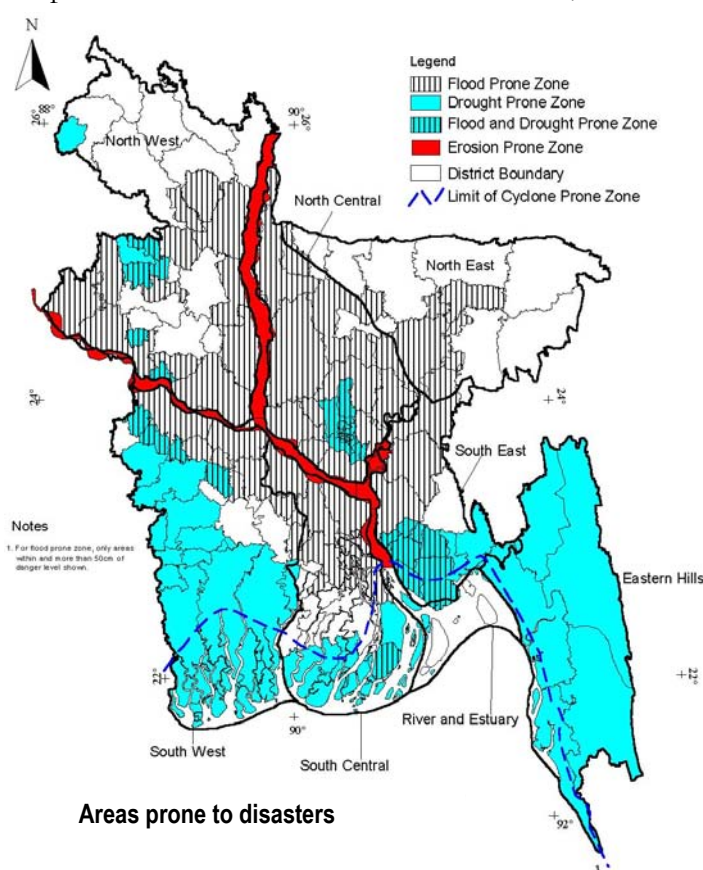 N
Legend
Flood Prone Zone
Drought Prone Zone
Flood and Drought Prone Zone
Erosion Prone Zone
District Boundary
Limit of Cyclone Prone Zone
88°
26°
90°
26°
North West
North Central
North East
24°
24°
South East
Notes
1. For flood prone zone, only areas
within and more than 50cm of
danger level shown.
Eastern Hills
22°
22°
90°
River and Estuary
South West
South Central
92°
Areas prone to disasters